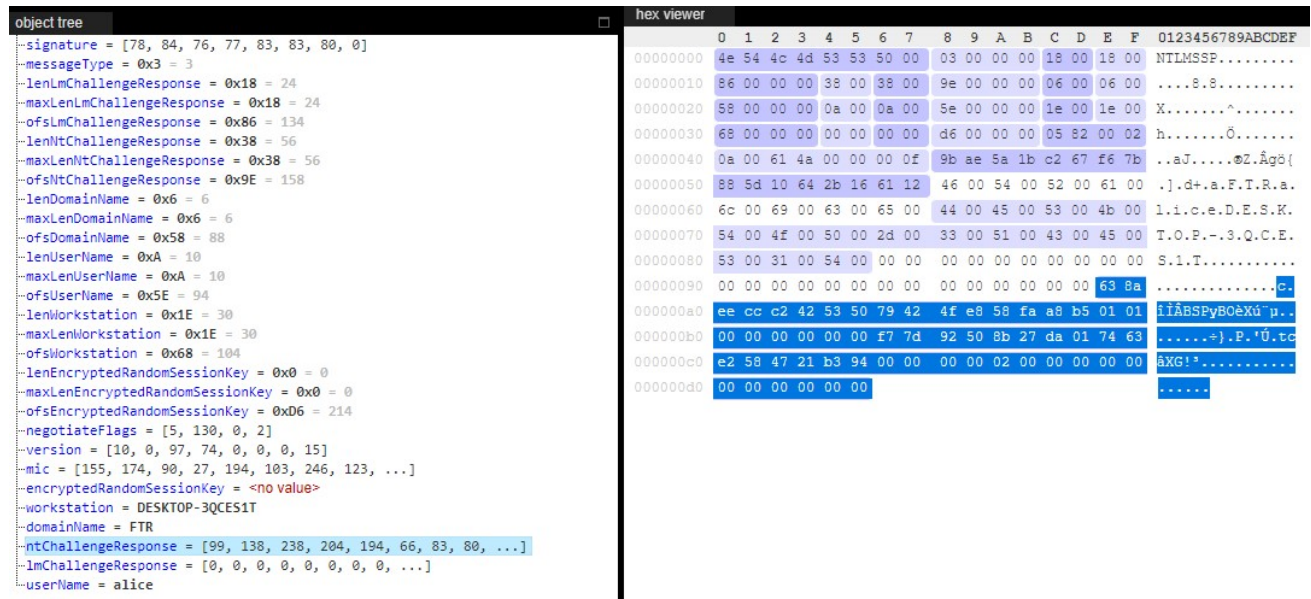 object tree
signature = [78, 84, 76, 77, 83, 83, 80, 0]
messageType = 0x3 = 3
lenLmChallengeResponse = 0x18 = 24
maxLenLmChallengeResponse = 0x18 = 24
ofsLmChallengeResponse = 0x86 = 134
lenNtChallengeResponse = 0x38 = 56
maxLenNtChallengeResponse = 0x38 = 56
ofsNtChallengeResponse = 0x9E = 158
lenDomainName = 0x6 = 6
maxLenDomainName = 0x6 = 6
ofsDomainName = 0x58 = 88
lenUserName = 0xA = 10
maxLenUserName = 0xA = 10
ofsUserName = 0x5E = 94
lenWorkstation = 0x1E = 30
maxLenWorkstation = 0x1E = 30
ofsWorkstation = 0x68 = 104
lenEncryptedRandomSessionKey = 0x0 = 0
maxLenEncryptedRandomSessionKey = 0x0 = 0
ofsEncryptedRandomSessionKey = 0xD6 = 214
negotiateFlags = [5, 130, 0, 2]
version = [10, 0, 97, 74, 0, 0, 0, 15]
mic = [155, 174, 90, 27, 194, 103, 246, 123, ...]
encryptedRandomSessionKey = <no value>
workstation = DESKTOP-3QCES1T
domainName = FTR
ntChallengeResponse = [99, 138, 238, 204, 194, 66, 83, 80, ...]
lmChallengeResponse = [0, 0, 0, 0, 0, 0, 0, 0, ...]
userName = alice
hex viewer
0 1 2 3 4 5 6 7 8 9 A B C D E F 0123456789ABCDEF
00000000 4e 54 4c 4d 53 53 50 00 03 00 00 00 18 00 18 00 NTLMSSP.........
00000010 86 00 00 00 38 00 38 00 9e 00 00 00 06 00 06 00 ....8.8.........
00000020 58 00 00 00 0a 00 0a 00 5e 00 00 00 1e 00 1e 00 X.......^.......
00000030 68 00 00 00 00 00 00 00 d6 00 00 00 05 82 00 02 h.......Ö.......
00000040 0a 00 61 4a 00 00 00 0f 9b ae 5a 1b c2 67 f6 7b ..aJ.....®Z.Âgö{
00000050 88 5d 10 64 2b 16 61 12 46 00 54 00 52 00 61 00 .].d+.a.F.T.R.a.
00000060 6c 00 69 00 63 00 65 00 44 00 45 00 53 00 4b 00 l.i.c.e.D.E.S.K.
00000070 54 00 4f 00 50 00 2d 00 33 00 51 00 43 00 45 00 T.O.P.-.3.Q.C.E.
00000080 53 00 31 00 54 00 00 00 00 00 00 00 00 00 00 00 S.1.T...........
00000090 00 00 00 00 00 00 00 00 00 00 00 00 00 00 63 8a ..............c.
000000a0 ee cc c2 42 53 50 79 42 4f e8 58 fa a8 b5 01 01 îÌÂBSPyBOèXú¨µ..
000000b0 00 00 00 00 00 00 f7 7d 92 50 8b 27 da 01 74 63 ......÷}.P.'Ú.tc
000000c0 e2 58 47 21 b3 94 00 00 00 00 02 00 00 00 00 00 âXG!³...........
000000d0 00 00 00 00 00 00 ......